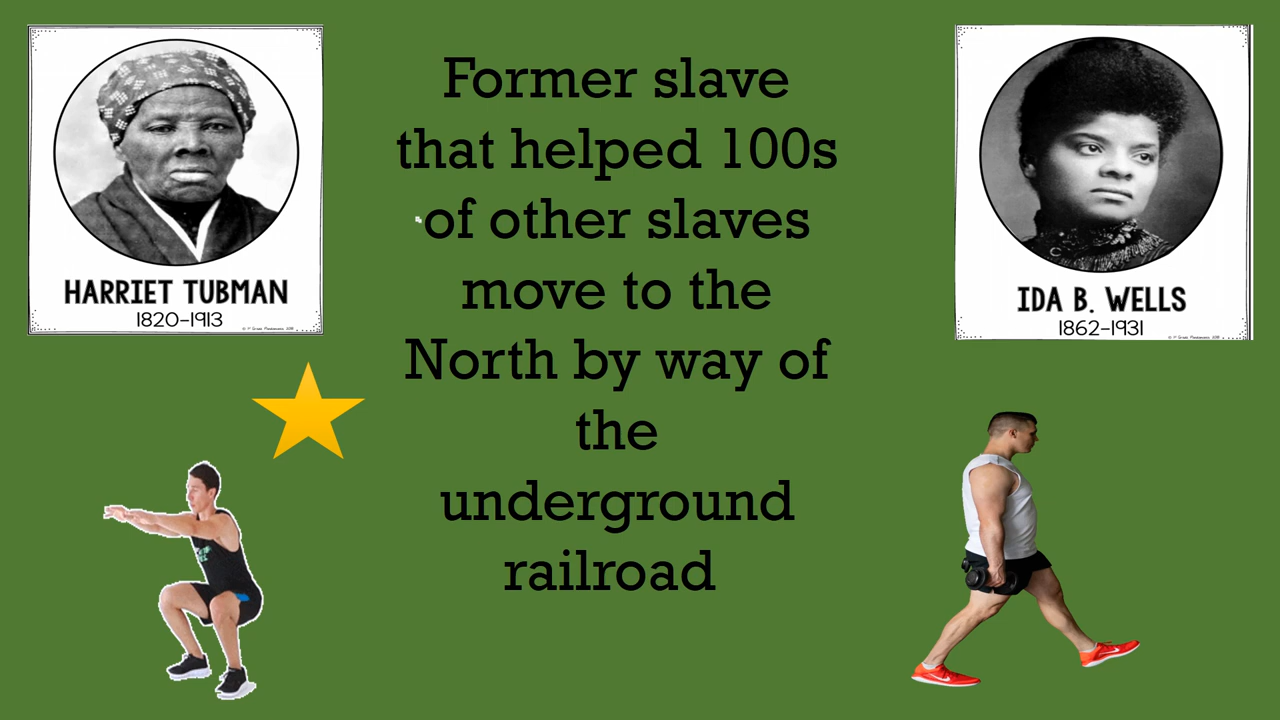 HARRIET TUBMAN
1820-1913
Former slave
that helped 100s
of other slaves
move to the
North by way of
the
underground
railroad
IDA B. WELLS
1862-1931